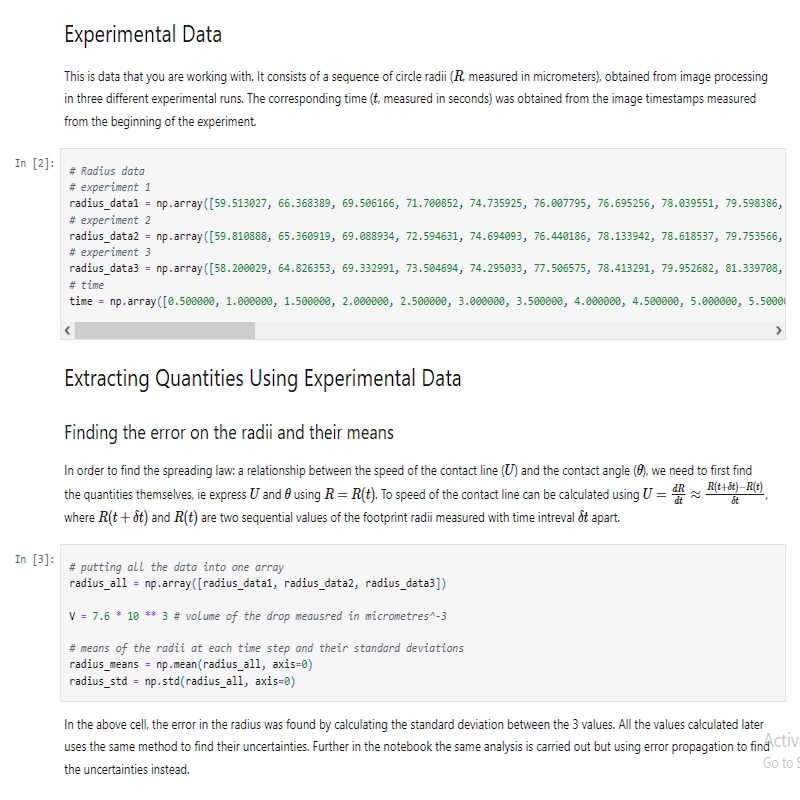 Experimental Data
This is data that you are working with. It consists of a sequence of circle radii (R, measured in micrometers), obtained from image processing
in three different experimental runs. The corresponding time (t, measured in seconds) was obtained from the image timestamps measured
from the beginning of the experiment.
In [2]:
# Radius data
# experiment 1
radius_data1 = np.array([59.513027, 66.368389, 69.506166, 71.700852, 74.735925, 76.007795, 76.695256, 78.039551, 79.598386,
# experiment 2
radius_data2 = np.array([59.810888, 65.360919, 69.088934, 72.594631, 74.694093, 76.440186, 78.133942, 78.618537, 79.753566,
# experiment 3
radius_data3 = np.array([58.200029, 64.826353, 69.332991, 73.504694, 74.295033, 77.506575, 78.413291, 79.952682, 81.339708,
# time
time = np.array([0.500000, 1.000000, 1.500000, 2.000000, 2.500000, 3.000000, 3.500000, 4.000000, 4.500000, 5.000000, 5.5000
Extracting Quantities Using Experimental Data
Finding the error on the radii and their means
In order to find the spreading law: a relationship between the speed of the contact line (U) and the contact angle (θ), we need to first find
the quantities themselves, ie express U and θ using R = R(t). To speed of the contact line can be calculated using U = dR/dt ≈ R(t+δt)−R(t)/δt,
where R(t + δt) and R(t) are two sequential values of the footprint radii measured with time intreval δt apart.
In [3]:
# putting all the data into one array
radius_all = np.array([radius_data1, radius_data2, radius_data3])
V = 7.6 * 10 ** 3 # volume of the drop meausred in micrometres^-3
# means of the radii at each time step and their standard deviations
radius_means = np.mean(radius_all, axis=0)
radius_std = np.std(radius_all, axis=0)
In the above cell, the error in the radius was found by calculating the standard deviation between the 3 values. All the values calculated later
uses the same method to find their uncertainties. Further in the notebook the same analysis is carried out but using error propagation to find
the uncertainties instead.
Activ
Go to S